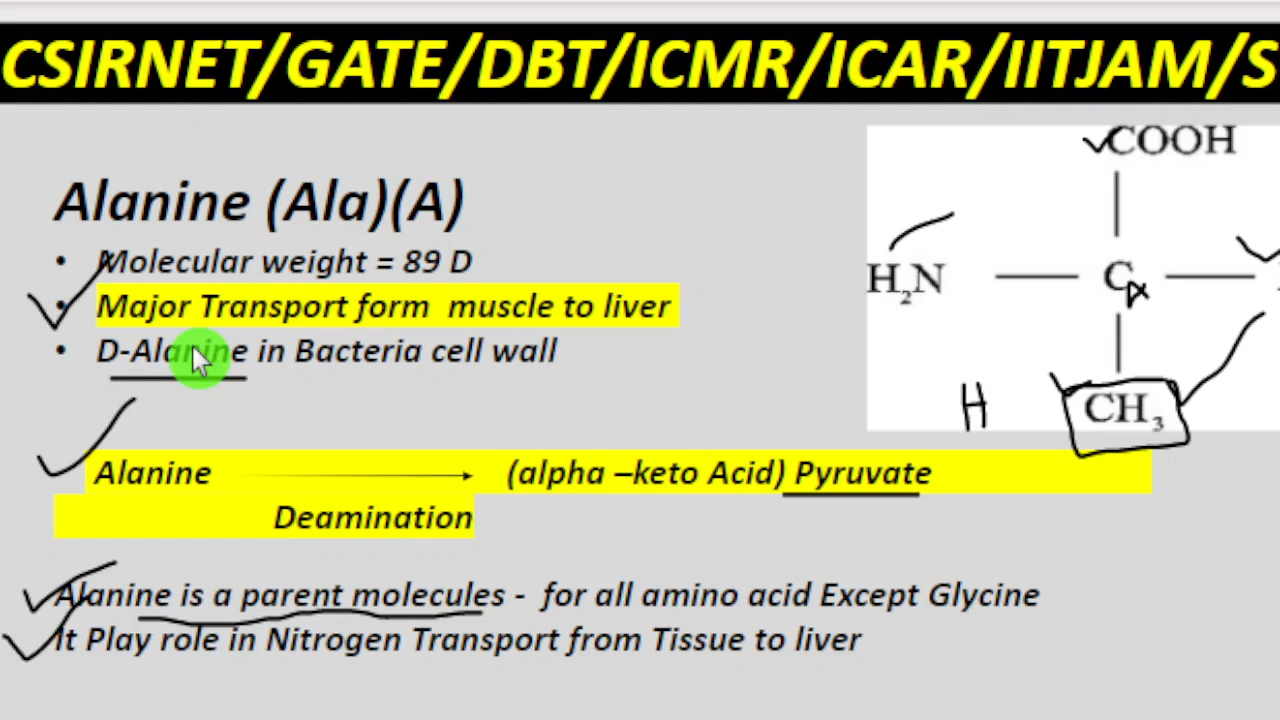 CSIRNET/GATE/DBT/ICMR/ICAR/IITJAM/S
Alanine (Ala)(A)
• Molecular weight = 89 D
• Major Transport form muscle to liver
• D-Alanine in Bacteria cell wall
COOH
H₂N — C —
α
H
CH₃
Alanine → (alpha –keto Acid) Pyruvate
Deamination
Alanine is a parent molecules - for all amino acid Except Glycine
It Play role in Nitrogen Transport from Tissue to liver